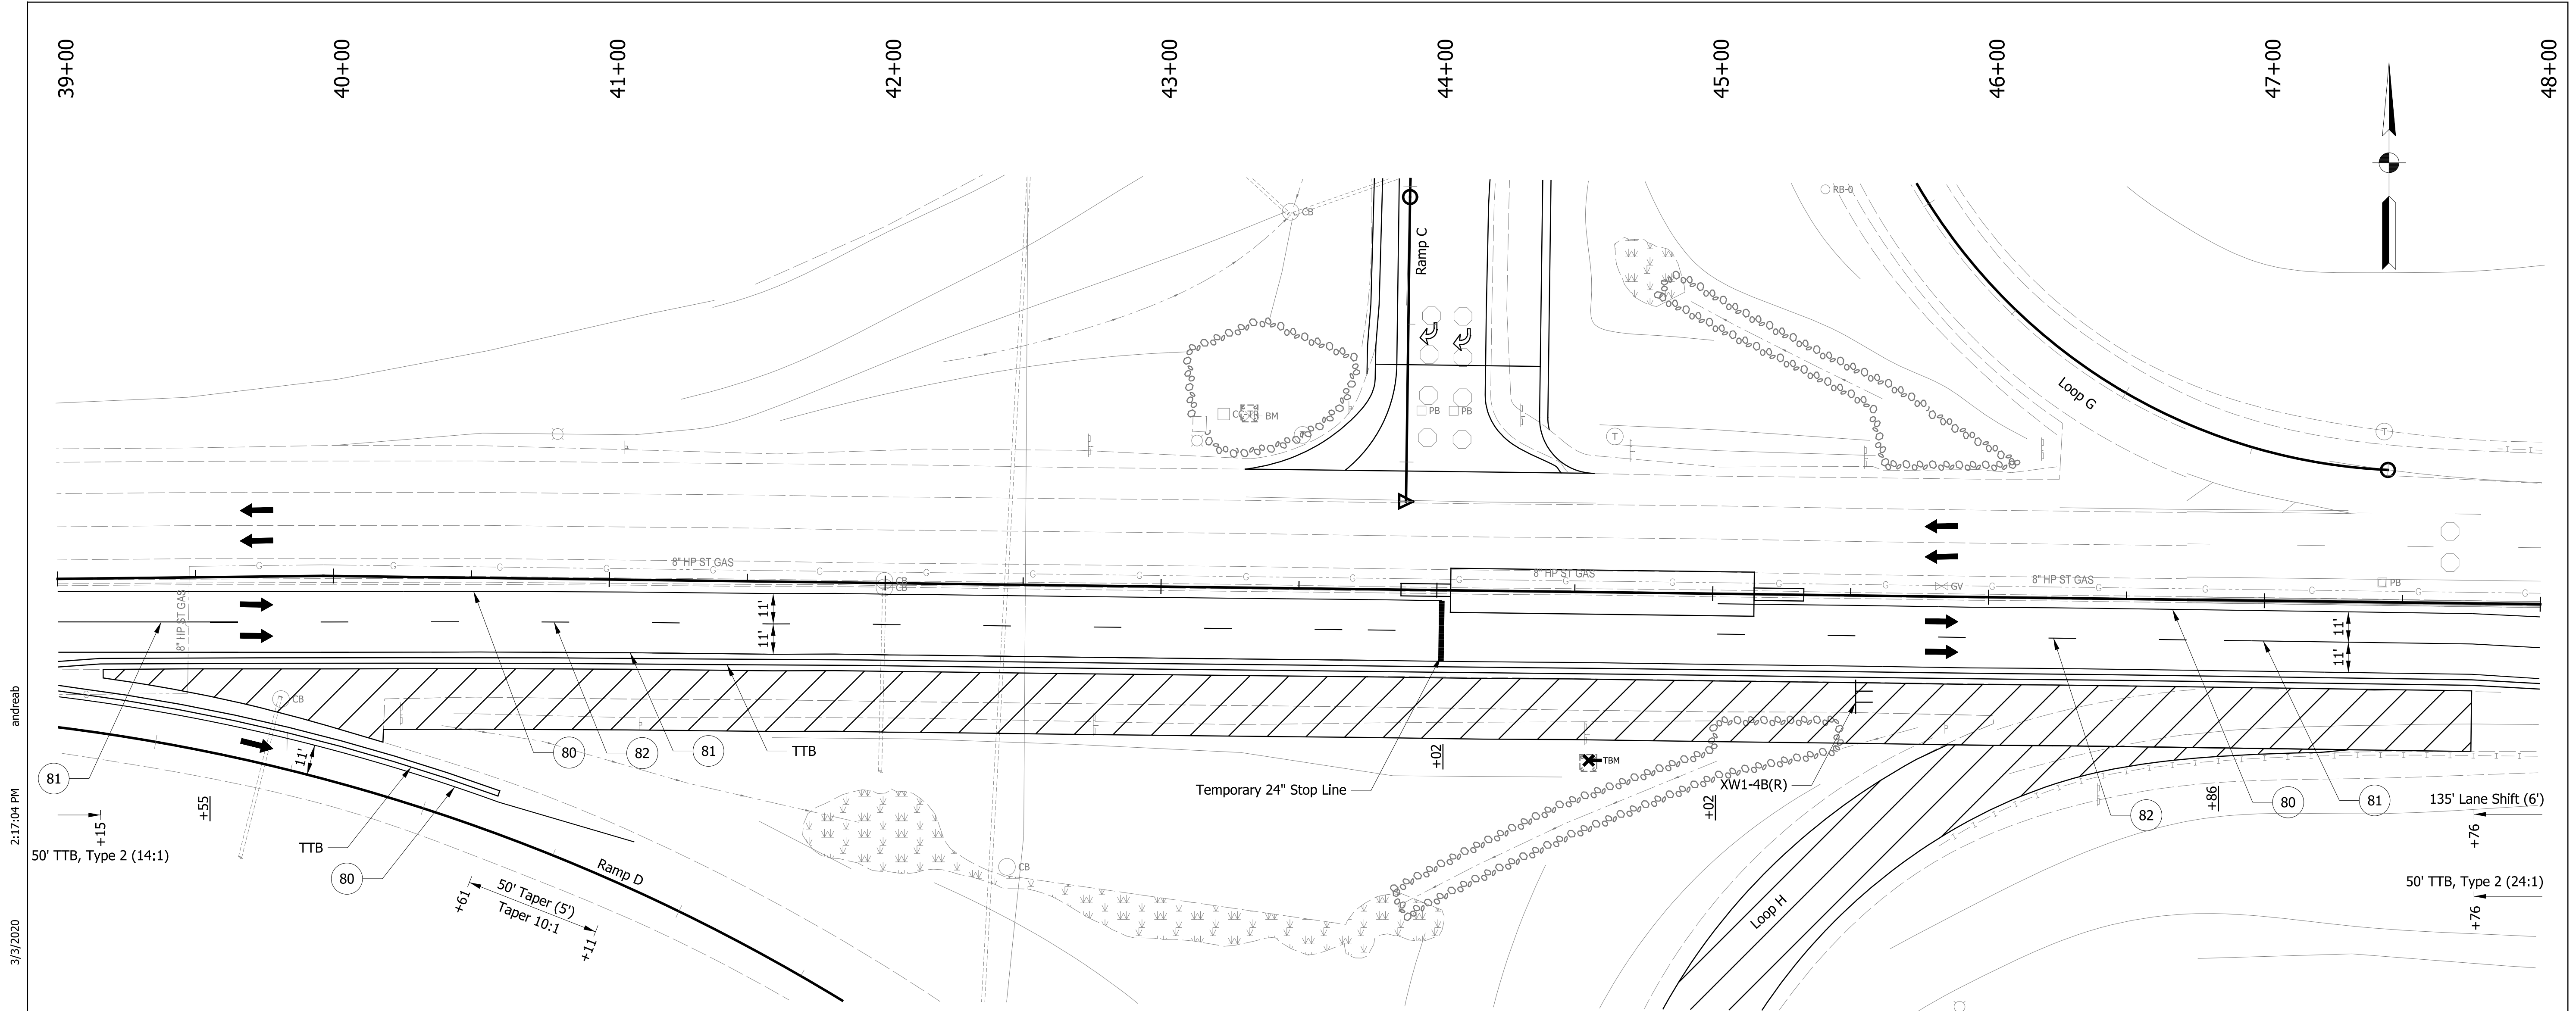 39+00
40+00
41+00
42+00
43+00
44+00
45+00
46+00
47+00
48+00
RB-0
CB
Ramp C
Loop G
PB
PB
BM
T
T
8" HP ST GAS
G
G
G
G
G
G
G
G
G
G
G
G
G
8" HP ST GAS
8" HP ST GAS
GV
PB
CB
CB
8" HP ST GAS
11'
11'
11'
11'
CB
11'
80
82
81
TTB
81
+02
TBM
Temporary 24" Stop Line
XW1-4B(R)
+02
+86
80
81
82
135' Lane Shift (6')
+76
+15
+55
50' TTB, Type 2 (14:1)
TTB
80
Ramp D
CB
50' Taper (5')
Taper 10:1
+61
+11
Loop H
50' TTB, Type 2 (24:1)
+76
andreab
2:17:04 PM
3/3/2020